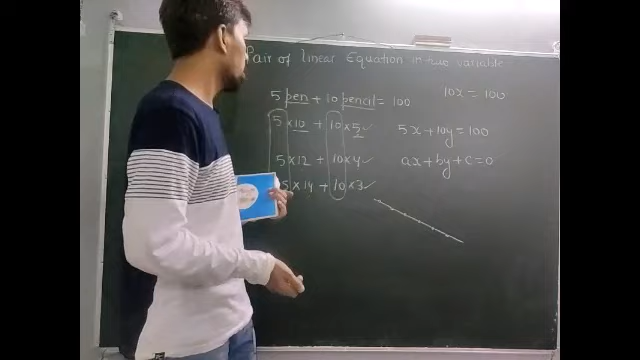 Pair of linear Equation in two variable
5 pen + 10 pencil = 100
10x = 100
5 × 10 + 10 × 5 ✓
5x + 10y = 100
5 × 12 + 10 × 4 ✓
ax + by + c = 0
5 × 14 + 10 × 3 ✓